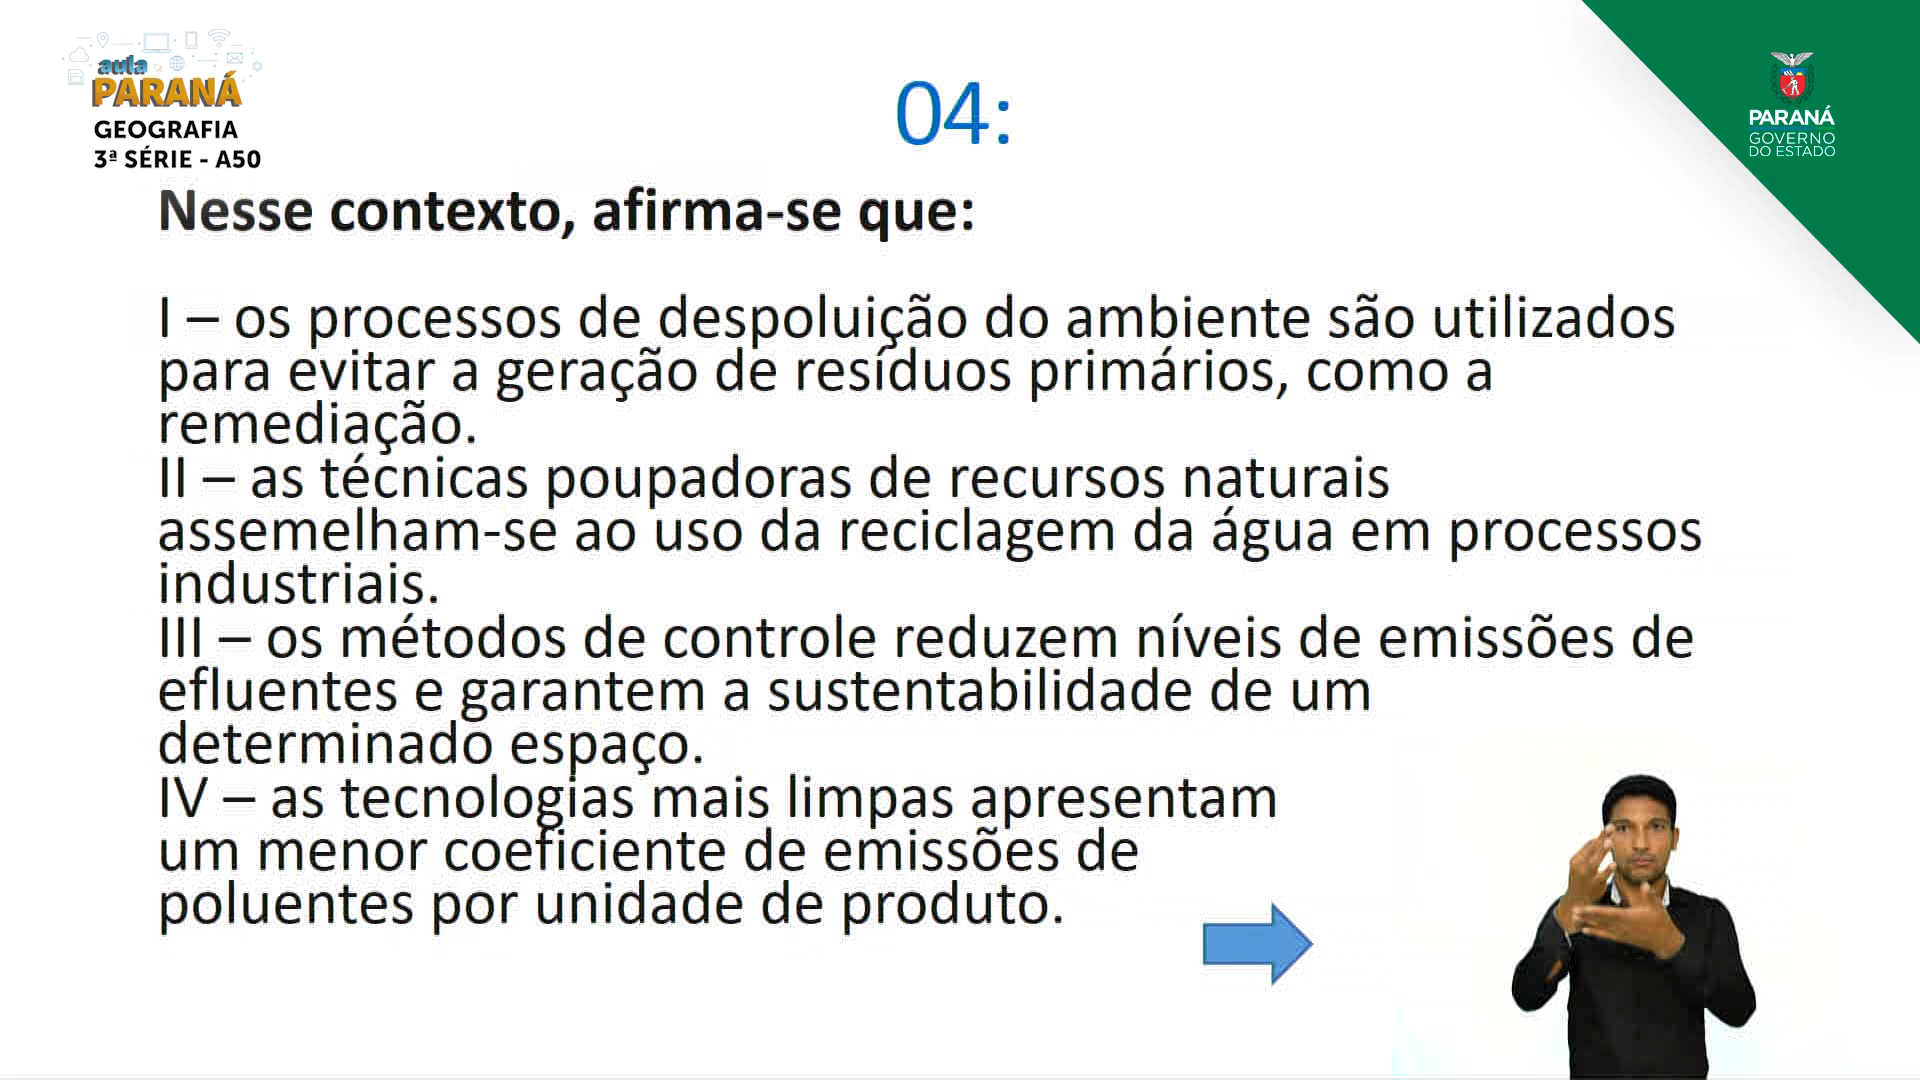 aula
PARANÁ
GEOGRAFIA
3ª SÉRIE - A50
04:
PARANÁ
GOVERNO
DO ESTADO
Nesse contexto, afirma-se que:
I – os processos de despoluição do ambiente são utilizados
para evitar a geração de resíduos primários, como a
remediação.
II – as técnicas poupadoras de recursos naturais
assemelham-se ao uso da reciclagem da água em processos
industriais.
III – os métodos de controle reduzem níveis de emissões de
efluentes e garantem a sustentabilidade de um
determinado espaço.
IV – as tecnologias mais limpas apresentam
um menor coeficiente de emissões de
poluentes por unidade de produto.